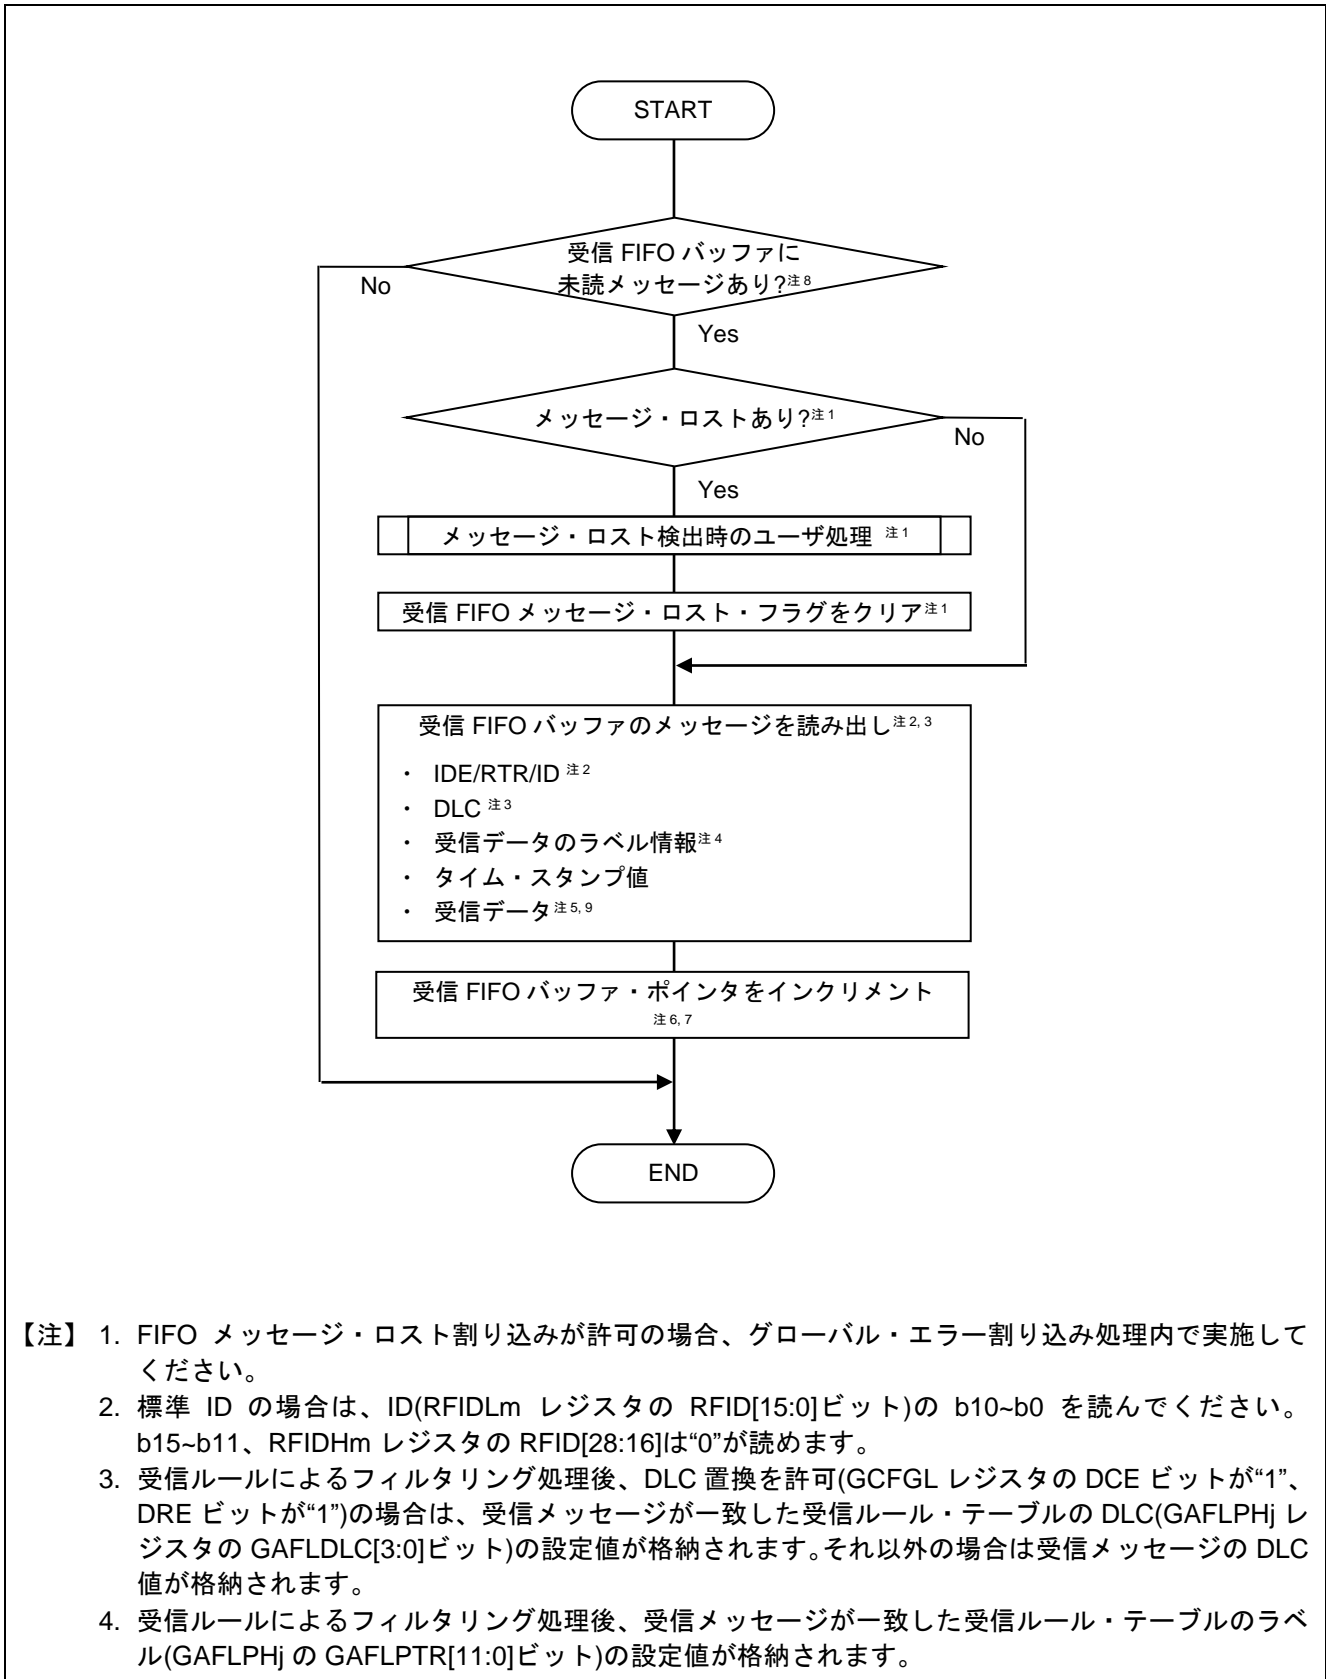 START
受信 FIFO バッファに
未読メッセージあり?注 8
No
Yes
メッセージ・ロストあり?注 1
No
Yes
メッセージ・ロスト検出時のユーザ処理 注 1
受信 FIFO メッセージ・ロスト・フラグをクリア注 1
受信 FIFO バッファのメッセージを読み出し注 2, 3
・ IDE/RTR/ID 注 2
・ DLC 注 3
・ 受信データのラベル情報注 4
・ タイム・スタンプ値
・ 受信データ注 5, 9
受信 FIFO バッファ・ポインタをインクリメント
注 6, 7
END
【注】 1. FIFO メッセージ・ロスト割り込みが許可の場合、グローバル・エラー割り込み処理内で実施して
ください。
2. 標準 ID の場合は、ID(RFIDLm レジスタの RFID[15:0]ビット)の b10~b0 を読んでください。
b15~b11、RFIDHm レジスタの RFID[28:16]は“0”が読めます。
3. 受信ルールによるフィルタリング処理後、DLC 置換を許可(GCFGL レジスタの DCE ビットが“1”、
DRE ビットが“1”)の場合は、受信メッセージが一致した受信ルール・テーブルの DLC(GAFLPHj レ
ジスタの GAFLDLC[3:0]ビット)の設定値が格納されます。それ以外の場合は受信メッセージの DLC
値が格納されます。
4. 受信ルールによるフィルタリング処理後、受信メッセージが一致した受信ルール・テーブルのラベ
ル(GAFLPHj の GAFLPTR[11:0]ビット)の設定値が格納されます。